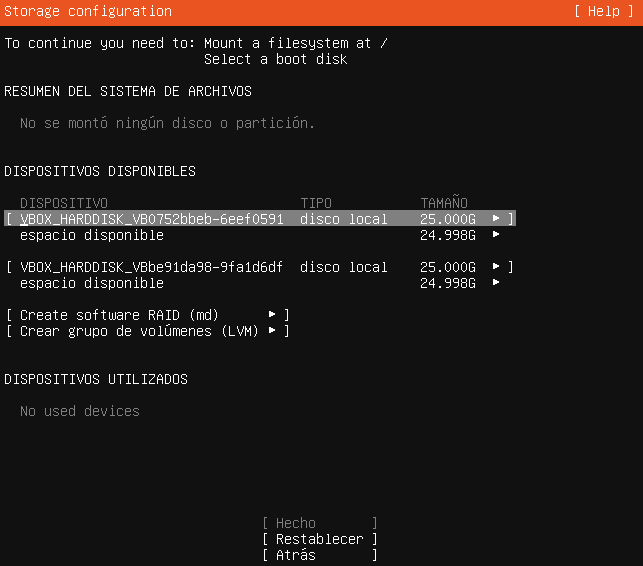 Storage configuration [ Help ]
To continue you need to: Mount a filesystem at /
Select a boot disk
RESUMEN DEL SISTEMA DE ARCHIVOS
No se montó ningún disco o partición.
DISPOSITIVOS DISPONIBLES
DISPOSITIVO TIPO TAMAÑO
[ VBOX_HARDDISK_VB0752bbeb-6eef0591 disco local 25.000G ► ]
espacio disponible 24.998G ►
[ VBOX_HARDDISK_VBbe91da98-9fa1d6df disco local 25.000G ► ]
espacio disponible 24.998G ►
[ Create software RAID (md) ► ]
[ Crear grupo de volúmenes (LVM) ► ]
DISPOSITIVOS UTILIZADOS
No used devices
[ Hecho ]
[ Restablecer ]
[ Atrás ]